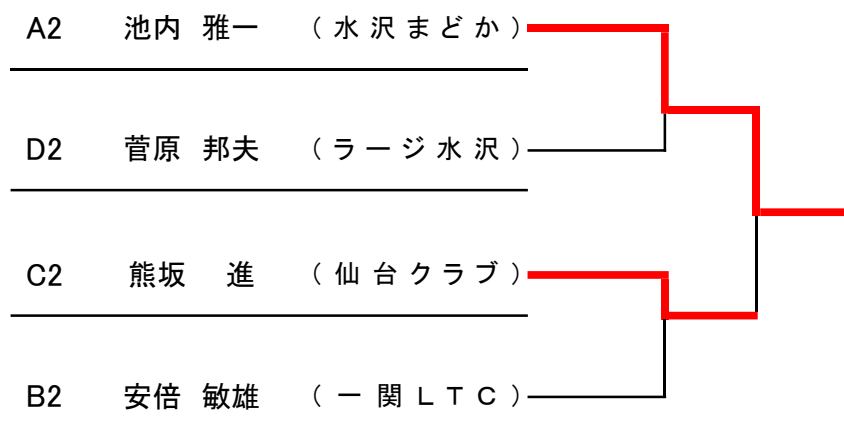 A2 池内 雅一 (水沢まどか)
D2 菅原 邦夫 (ラージ水沢)
C2 熊坂 進 (仙台クラブ)
B2 安倍 敏雄 (一関LTC)